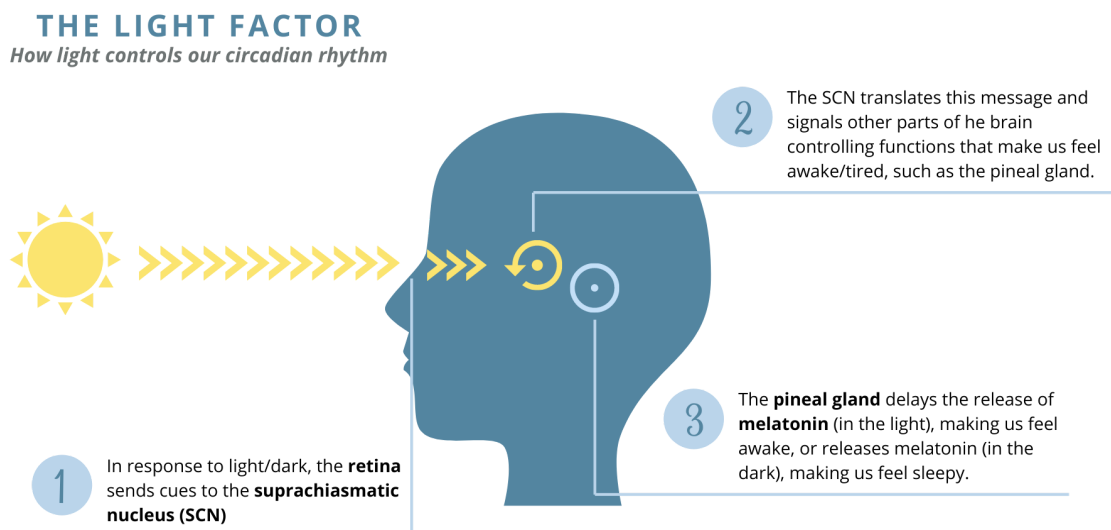 THE LIGHT FACTOR
How light controls our circadian rhythm
1
In response to light/dark, the retina
sends cues to the suprachiasmatic
nucleus (SCN)
2
The SCN translates this message and
signals other parts of he brain
controlling functions that make us feel
awake/tired, such as the pineal gland.
3
The pineal gland delays the release of
melatonin (in the light), making us feel
awake, or releases melatonin (in the
dark), making us feel sleepy.